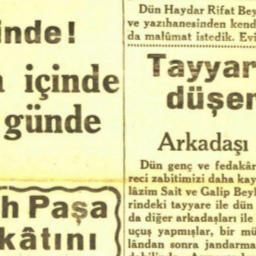 inde!
içinde
günde
h Paşa
kâtını
Dün Haydar Rifat Bey
ve yazıhanesinden kend
da malûmat istedik. Evi
Tayyar
düşer
Arkadaşı
Dün genç ve fedakâr
reci zabitimizi daha kay
lâzim Sait ve Galip Beyl
rindeki tayyare ile dün
da diğer arkadaşları ile
uçuş yapmışlar, bir mü
lândan sonra jandarma